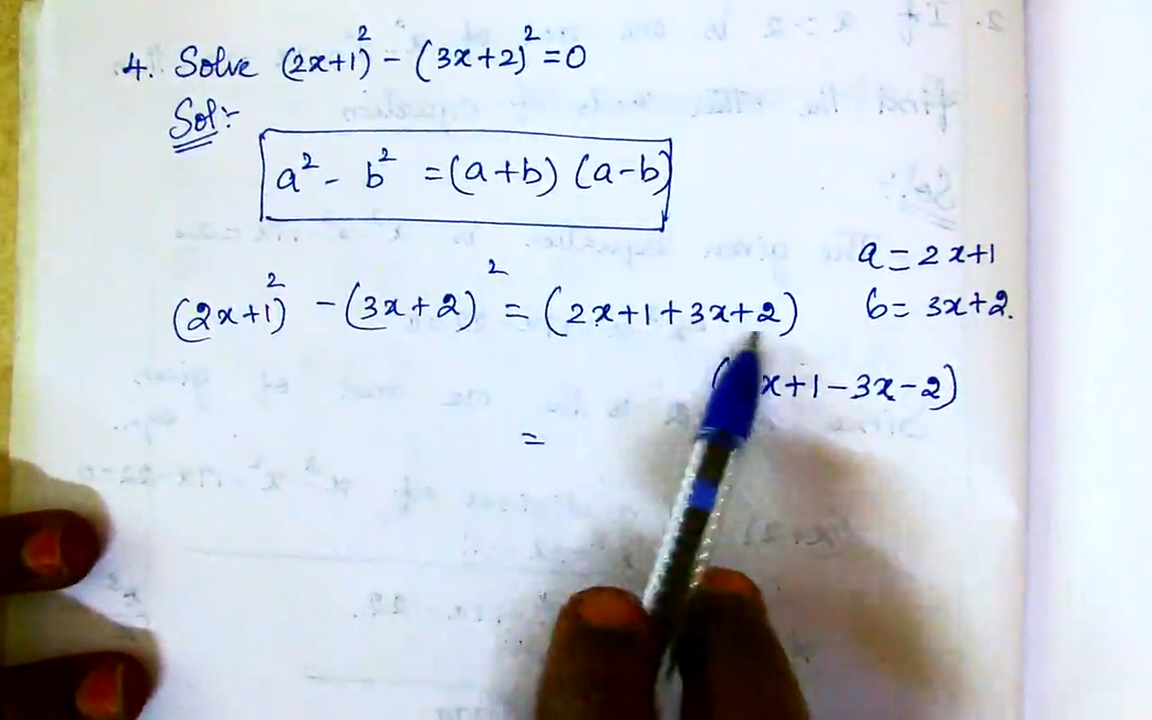 4. Solve (2x+1)² - (3x+2)² = 0
Sol:-
a² - b² = (a+b) (a-b)
a = 2x+1
(2x+1)² - (3x+2)² = (2x+1+3x+2) b = 3x+2.
x+1-3x-2)
=